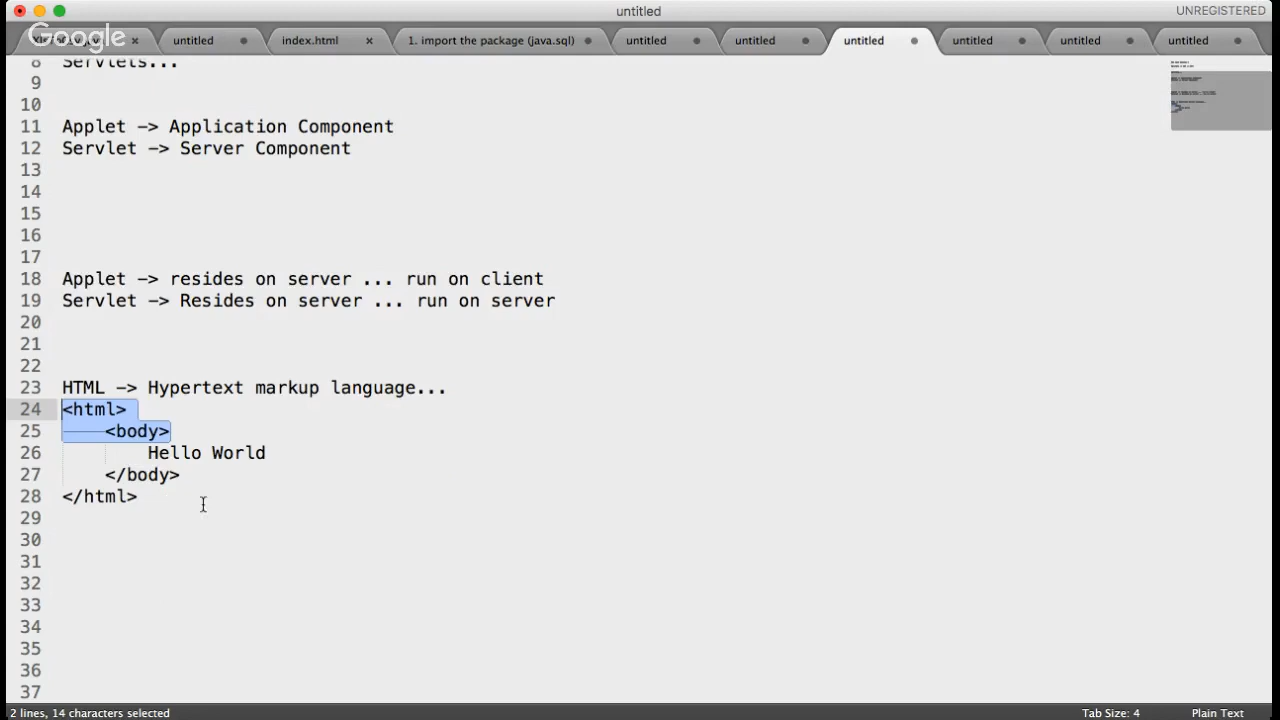 untitled
UNREGISTERED
Google
untitled
index.html
1. import the package (java.sql)
untitled
untitled
untitled
untitled
untitled
untitled
8 Servlets...
9
10
11 Applet -> Application Component
12 Servlet -> Server Component
13
14
15
16
17
18 Applet -> resides on server ... run on client
19 Servlet -> Resides on server ... run on server
20
21
22
23 HTML -> Hypertext markup language...
24 <html>
25 <body>
26 Hello World
27 </body>
28 </html>
29
30
31
32
33
34
35
36
37
2 lines, 14 characters selected
Tab Size: 4
Plain Text